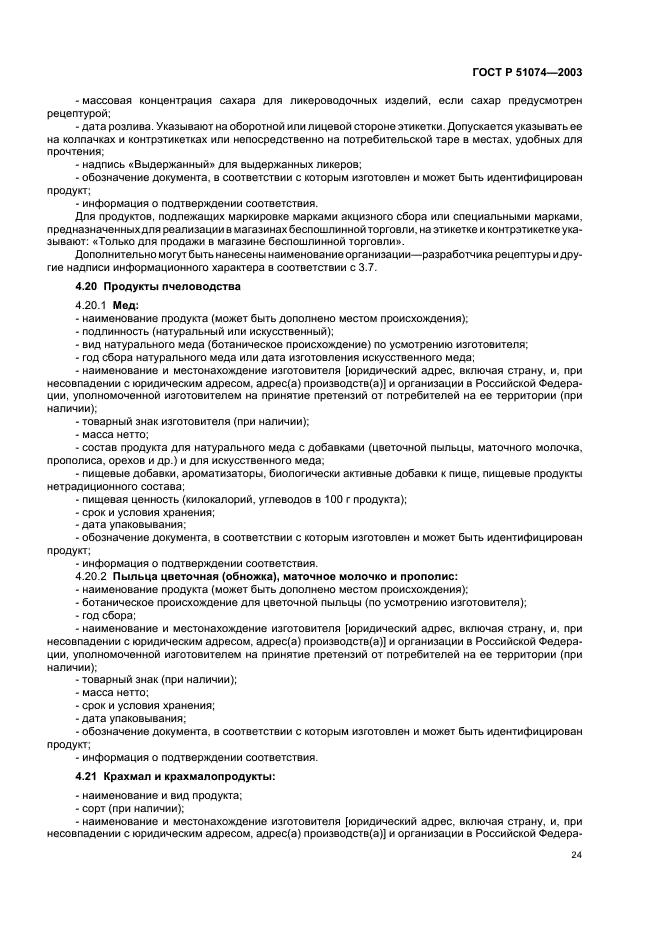 ГОСТ Р 51074—2003
- массовая концентрация сахара для ликероводочных изделий, если сахар предусмотрен
рецептурой;
- дата розлива. Указывают на оборотной или лицевой стороне этикетки. Допускается указывать ее
на колпачках и контрэтикетках или непосредственно на потребительской таре в местах, удобных для
прочтения;
- надпись «Выдержанный» для выдержанных ликеров;
- обозначение документа, в соответствии с которым изготовлен и может быть идентифицирован
продукт;
- информация о подтверждении соответствия.
Для продуктов, подлежащих маркировке марками акцизного сбора или специальными марками,
предназначенных для реализации в магазинах беспошлинной торговли, на этикетке и контрэтикетке ука-
зывают: «Только для продажи в магазине беспошлинной торговли».
Дополнительно могут быть нанесены наименование организации—разработчика рецептуры и дру-
гие надписи информационного характера в соответствии с 3.7.
4.20 Продукты пчеловодства
4.20.1 Мед:
- наименование продукта (может быть дополнено местом происхождения);
- подлинность (натуральный или искусственный);
- вид натурального меда (ботаническое происхождение) по усмотрению изготовителя;
- год сбора натурального меда или дата изготовления искусственного меда;
- наименование и местонахождение изготовителя [юридический адрес, включая страну, и, при
несовпадении с юридическим адресом, адрес(а) производств(а)] и организации в Российской Федера-
ции, уполномоченной изготовителем на принятие претензий от потребителей на ее территории (при
наличии);
- товарный знак изготовителя (при наличии);
- масса нетто;
- состав продукта для натурального меда с добавками (цветочной пыльцы, маточного молочка,
прополиса, орехов и др.) и для искусственного меда;
- пищевые добавки, ароматизаторы, биологически активные добавки к пище, пищевые продукты
нетрадиционного состава;
- пищевая ценность (килокалорий, углеводов в 100 г продукта);
- срок и условия хранения;
- дата упаковывания;
- обозначение документа, в соответствии с которым изготовлен и может быть идентифицирован
продукт;
- информация о подтверждении соответствия.
4.20.2 Пыльца цветочная (обножка), маточное молочко и прополис:
- наименование продукта (может быть дополнено местом происхождения);
- ботаническое происхождение для цветочной пыльцы (по усмотрению изготовителя);
- год сбора;
- наименование и местонахождение изготовителя [юридический адрес, включая страну, и, при
несовпадении с юридическим адресом, адрес(а) производств(а)] и организации в Российской Федера-
ции, уполномоченной изготовителем на принятие претензий от потребителей на ее территории (при
наличии);
- товарный знак (при наличии);
- масса нетто;
- срок и условия хранения;
- дата упаковывания;
- обозначение документа, в соответствии с которым изготовлен и может быть идентифицирован
продукт;
- информация о подтверждении соответствия.
4.21 Крахмал и крахмалопродукты:
- наименование и вид продукта;
- сорт (при наличии);
- наименование и местонахождение изготовителя [юридический адрес, включая страну, и, при
несовпадении с юридическим адресом, адрес(а) производств(а)] и организации в Российской Федера-
24